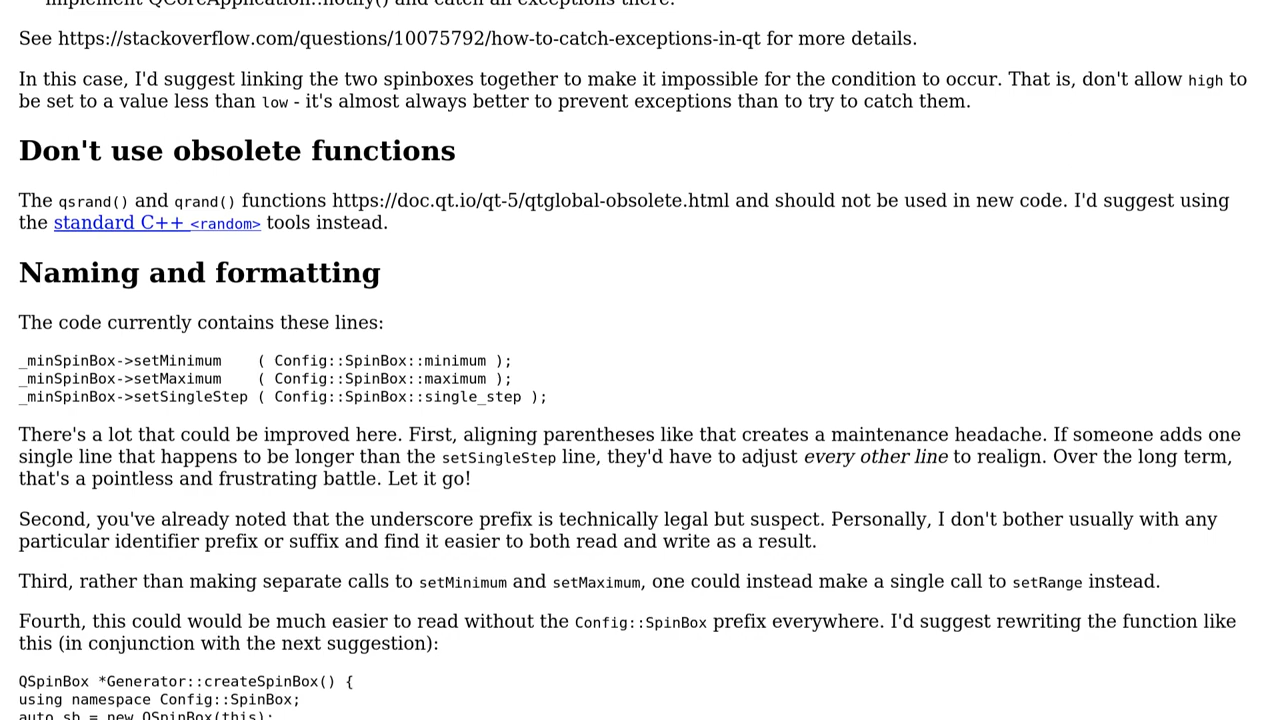 implement QCoreApplication::notify() and catch all exceptions there.
See https://stackoverflow.com/questions/10075792/how-to-catch-exceptions-in-qt for more details.
In this case, I'd suggest linking the two spinboxes together to make it impossible for the condition to occur. That is, don't allow high to
be set to a value less than low - it's almost always better to prevent exceptions than to try to catch them.
Don't use obsolete functions
The qsrand() and qrand() functions https://doc.qt.io/qt-5/qtglobal-obsolete.html and should not be used in new code. I'd suggest using
the standard C++ <random> tools instead.
Naming and formatting
The code currently contains these lines:
_minSpinBox->setMinimum    ( Config::SpinBox::minimum );
_minSpinBox->setMaximum    ( Config::SpinBox::maximum );
_minSpinBox->setSingleStep ( Config::SpinBox::single_step );
There's a lot that could be improved here. First, aligning parentheses like that creates a maintenance headache. If someone adds one
single line that happens to be longer than the setSingleStep line, they'd have to adjust every other line to realign. Over the long term,
that's a pointless and frustrating battle. Let it go!
Second, you've already noted that the underscore prefix is technically legal but suspect. Personally, I don't bother usually with any
particular identifier prefix or suffix and find it easier to both read and write as a result.
Third, rather than making separate calls to setMinimum and setMaximum, one could instead make a single call to setRange instead.
Fourth, this could would be much easier to read without the Config::SpinBox prefix everywhere. I'd suggest rewriting the function like
this (in conjunction with the next suggestion):
QSpinBox *Generator::createSpinBox() {
using namespace Config::SpinBox;
auto sb = new QSpinBox(this);